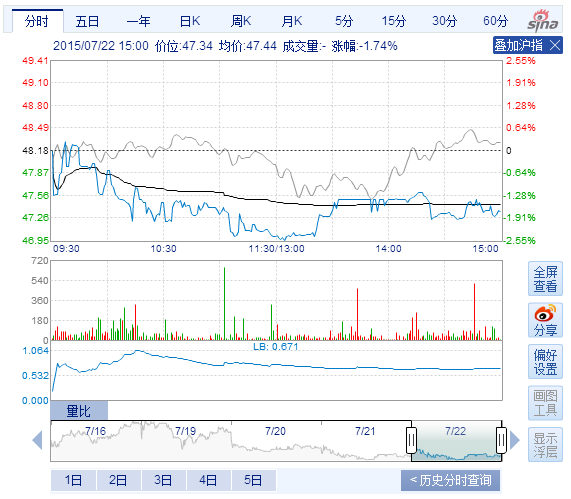 分时 五日 一年 日K 周K 月K 5分 15分 30分 60分
sina
2015/07/22 15:00 价位:47.34 均价:47.44 成交量:- 涨幅:-1.74% 叠加沪指 ×
49.41 2.55%
49.10 1.91%
48.80 1.28%
48.49 0.64%
48.18 0
47.87 0.64%
47.56 1.28%
47.26 1.91%
46.95 2.55%
09:30 10:30 11:30/13:00 14:00 15:00
720
540
360
180
0
LB: 0.671
1.064
0.532
0.000
全屏
查看
分享
偏好
设置
画图
工具
显示
浮层
量比
7/16 7/19 7/20 7/21 7/22
1日 2日 3日 4日 5日 <历史分时查询